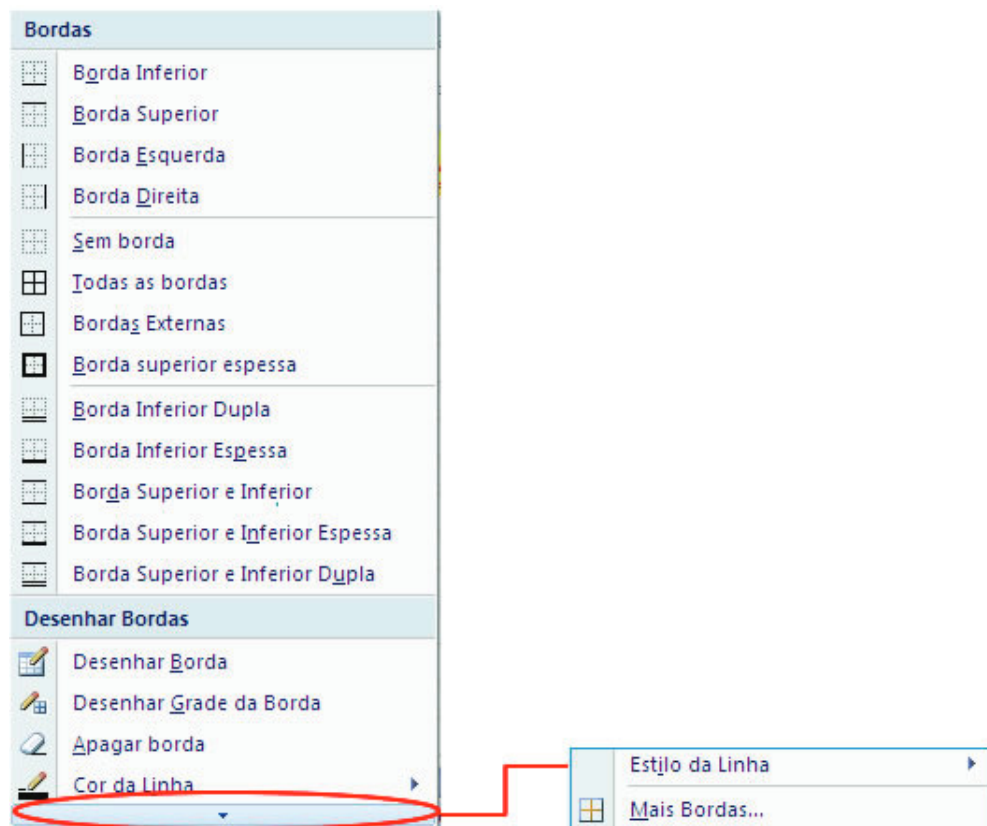 Bordas
Borda Inferior
Borda Superior
Borda Esquerda
Borda Direita
Sem borda
Todas as bordas
Bordas Externas
Borda superior espessa
Borda Inferior Dupla
Borda Inferior Espessa
Borda Superior e Inferior
Borda Superior e Inferior Espessa
Borda Superior e Inferior Dupla
Desenhar Bordas
Desenhar Borda
Desenhar Grade da Borda
Apagar borda
Cor da Linha
Estilo da Linha
Mais Bordas...